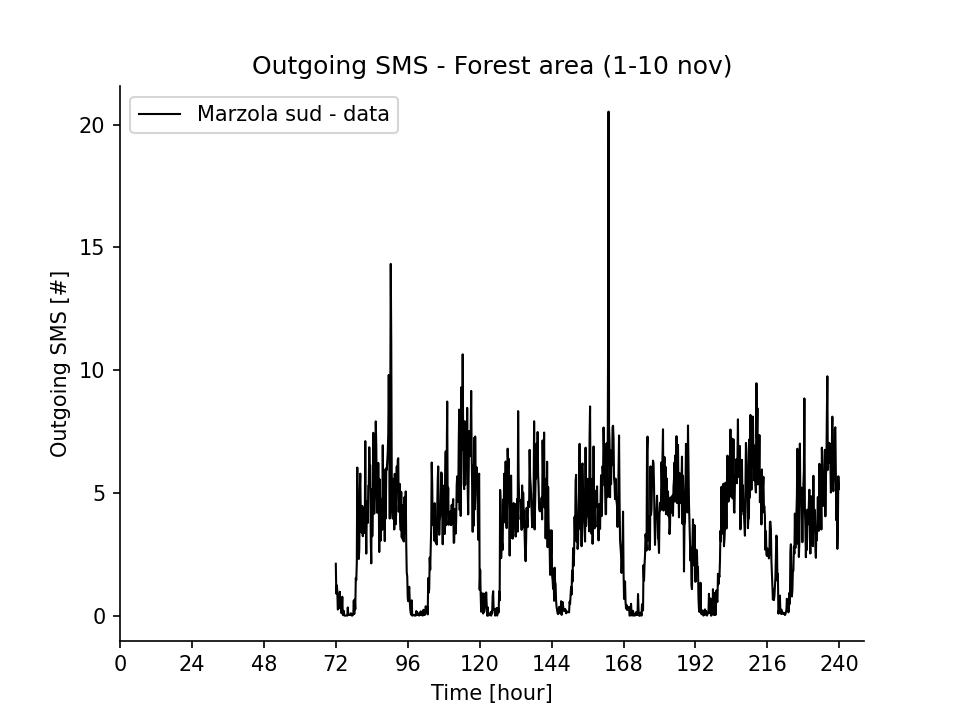 Outgoing SMS - Forest area (1-10 nov)
Marzola sud - data
Outgoing SMS [#]
20
15
10
5
0
0 24 48 72 96 120 144 168 192 216 240
Time [hour]